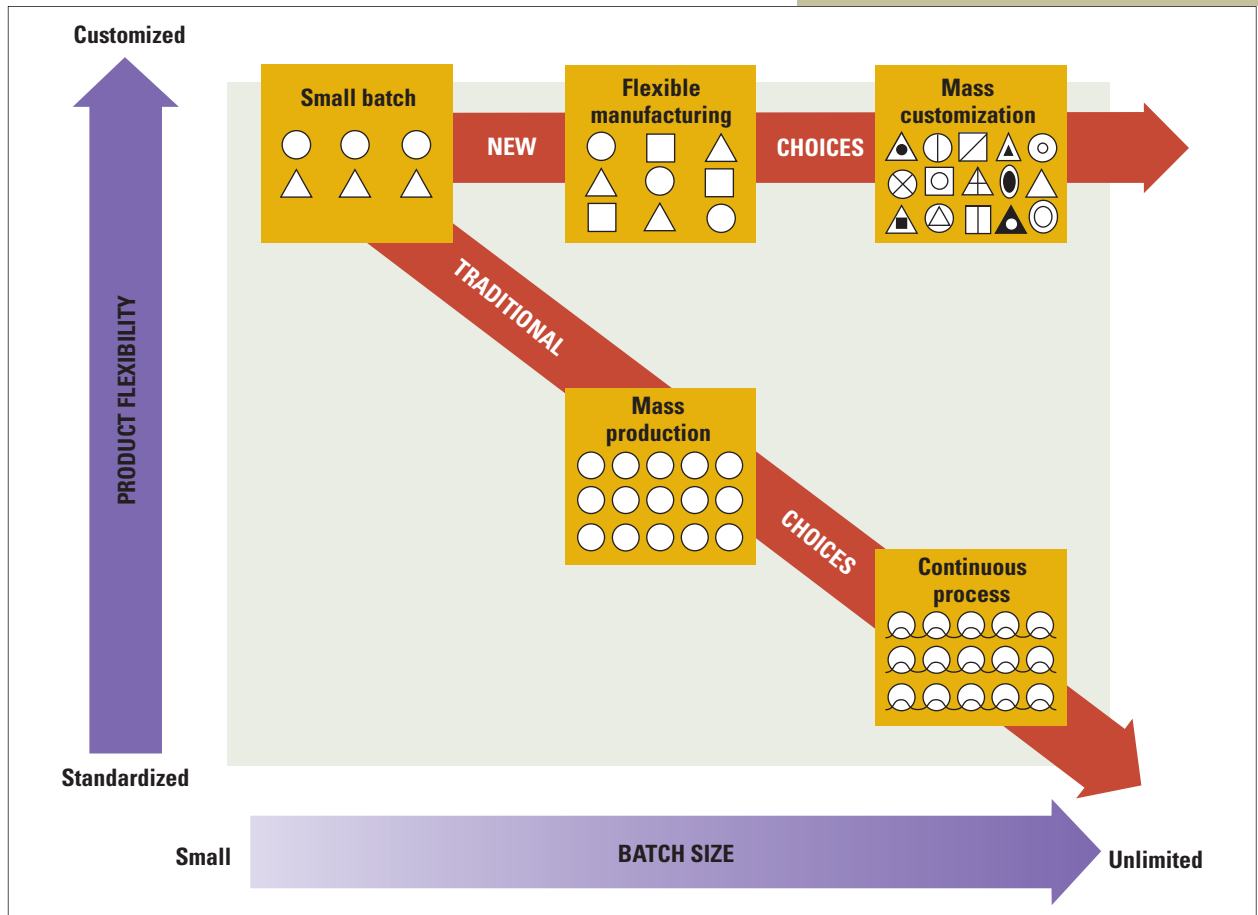 Customized
Small batch
Flexible
manufacturing
Mass
customization
NEW
CHOICES
TRADITIONAL
PRODUCT FLEXIBILITY
Mass
production
CHOICES
Continuous
process
Standardized
Small
BATCH SIZE
Unlimited